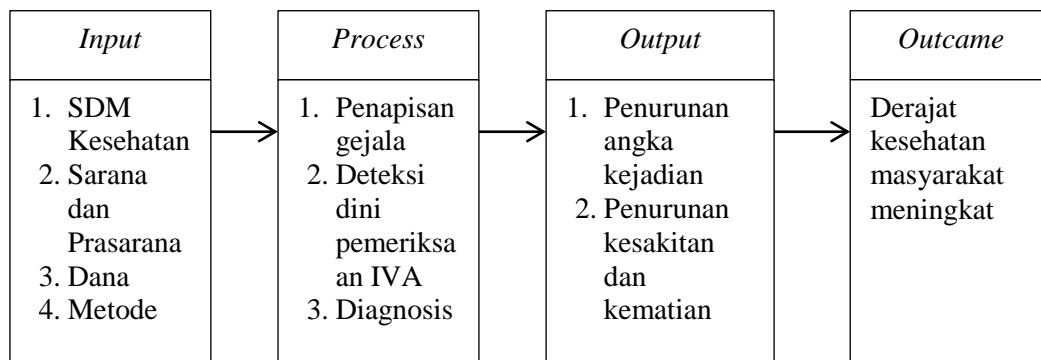 Input
1. SDM
Kesehatan
2. Sarana
dan
Prasarana
3. Dana
4. Metode
Process
1. Penapisan
gejala
2. Deteksi
dini
pemeriksa
an IVA
3. Diagnosis
Output
1. Penurunan
angka
kejadian
2. Penurunan
kesakitan
dan
kematian
Outcame
Derajat
kesehatan
masyarakat
meningkat